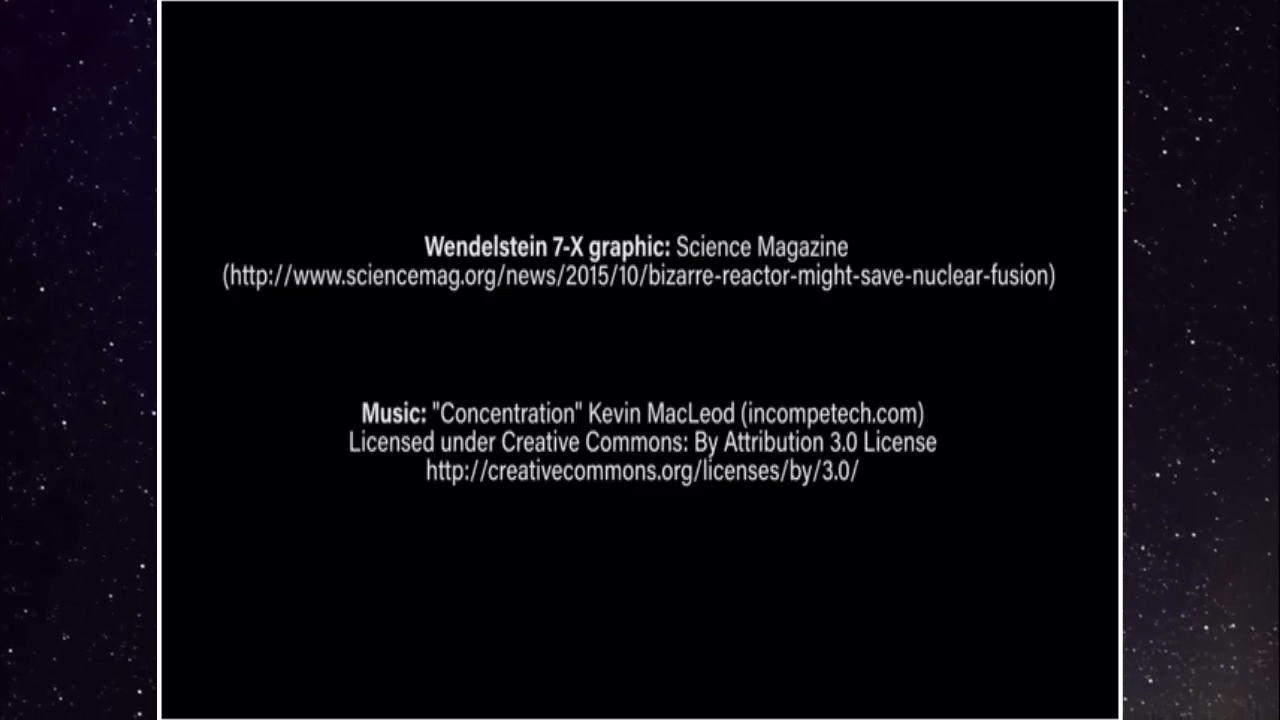 Wendelstein 7-X graphic: Science Magazine
(http://www.sciencemag.org/news/2015/10/bizarre-reactor-might-save-nuclear-fusion)
Music: "Concentration" Kevin MacLeod (incompetech.com)
Licensed under Creative Commons: By Attribution 3.0 License
http://creativecommons.org/licenses/by/3.0/